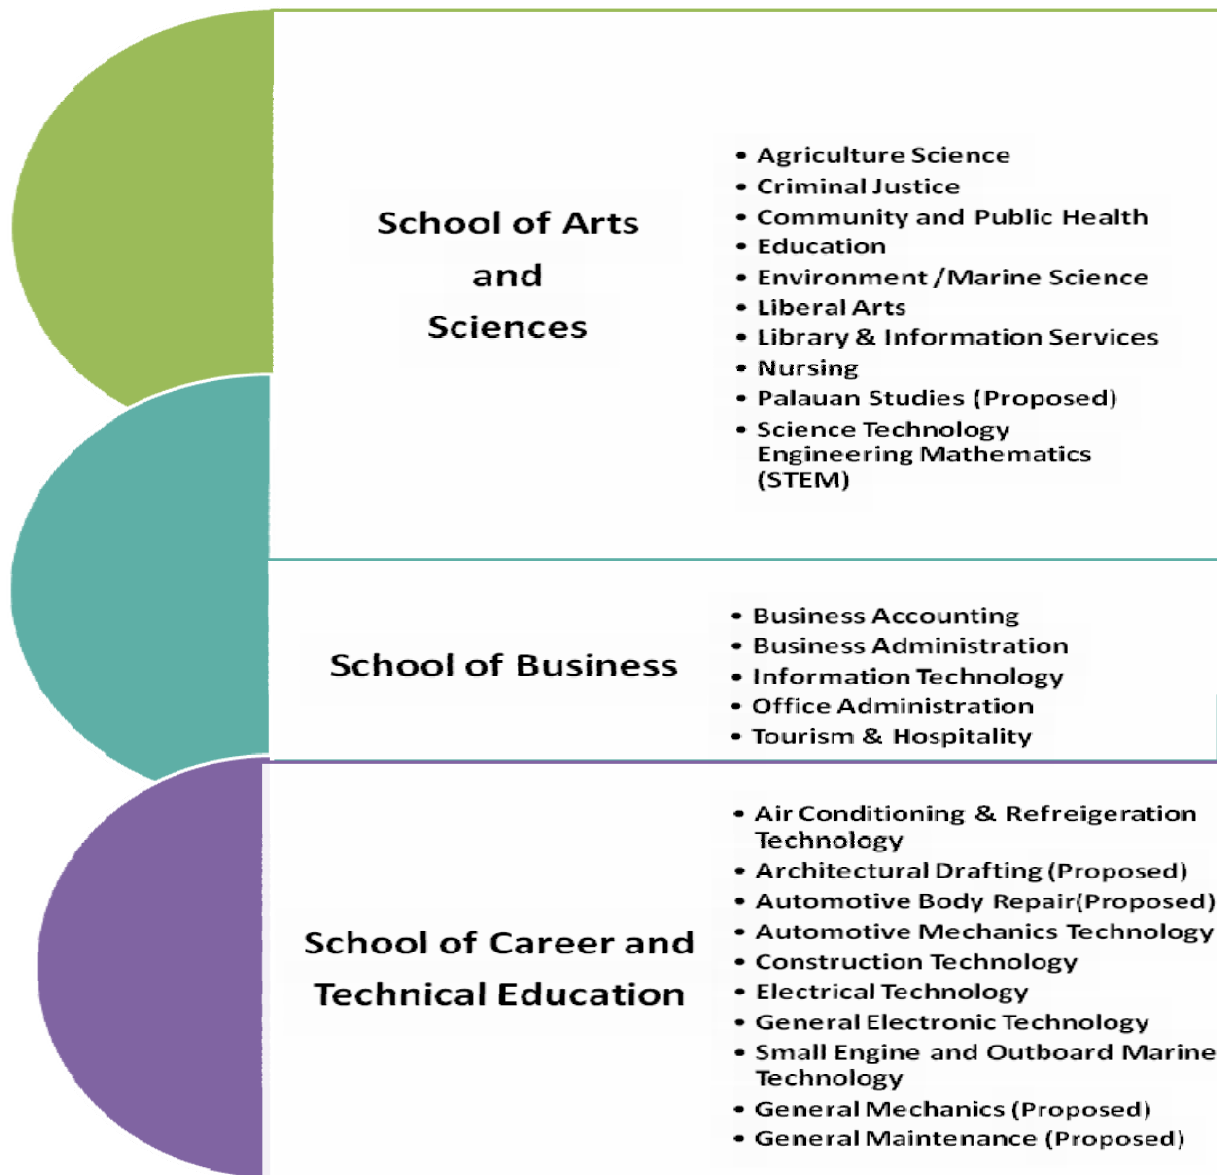 School of Arts
and
Sciences
• Agriculture Science
• Criminal Justice
• Community and Public Health
• Education
• Environment /Marine Science
• Liberal Arts
• Library & Information Services
• Nursing
• Palauan Studies (Proposed)
• Science Technology
Engineering Mathematics
(STEM)
School of Business
• Business Accounting
• Business Administration
• Information Technology
• Office Administration
• Tourism & Hospitality
School of Career and
Technical Education
• Air Conditioning & Refreigeration
Technology
• Architectural Drafting (Proposed)
• Automotive Body Repair(Proposed)
• Automotive Mechanics Technology
• Construction Technology
• Electrical Technology
• General Electronic Technology
• Small Engine and Outboard Marine
Technology
• General Mechanics (Proposed)
• General Maintenance (Proposed)